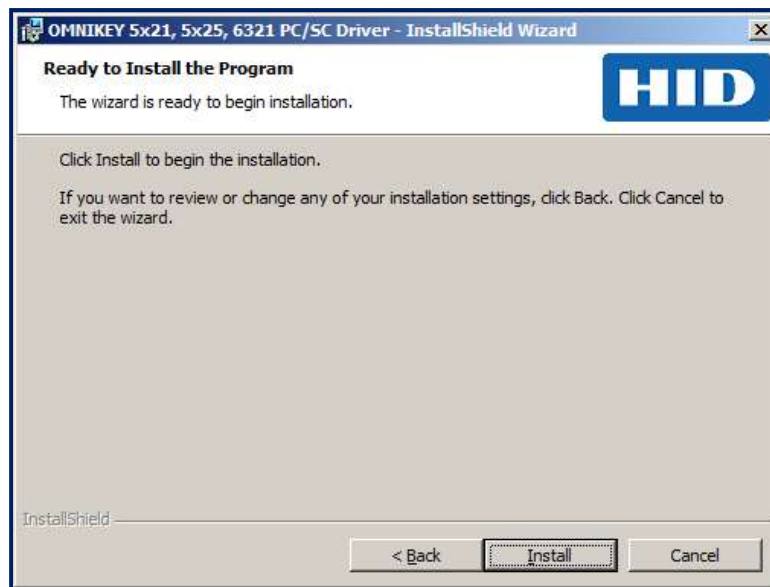 OMNIKEY 5x21, 5x25, 6321 PC/SC Driver - InstallShield Wizard
Ready to Install the Program
The wizard is ready to begin installation.
HID
Click Install to begin the installation.
If you want to review or change any of your installation settings, click Back. Click Cancel to
exit the wizard.
InstallShield
< Back
Install
Cancel